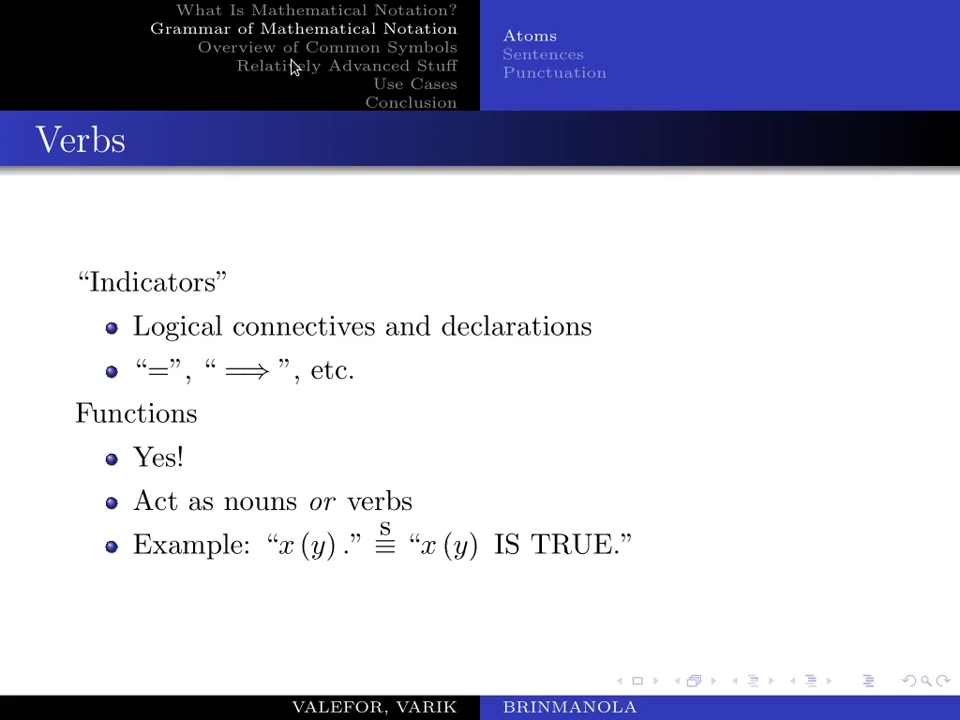 What Is Mathematical Notation?
Grammar of Mathematical Notation
Overview of Common Symbols
Relatively Advanced Stuff
Use Cases
Conclusion
Atoms
Sentences
Punctuation
Verbs
“Indicators”
Logical connectives and declarations
“=”, “ ⟹ ”, etc.
Functions
Yes!
Act as nouns or verbs
Example: “x (y) .” ≡ˢ “x (y) IS TRUE.”
VALEFOR, VARIK
BRINMANOLA